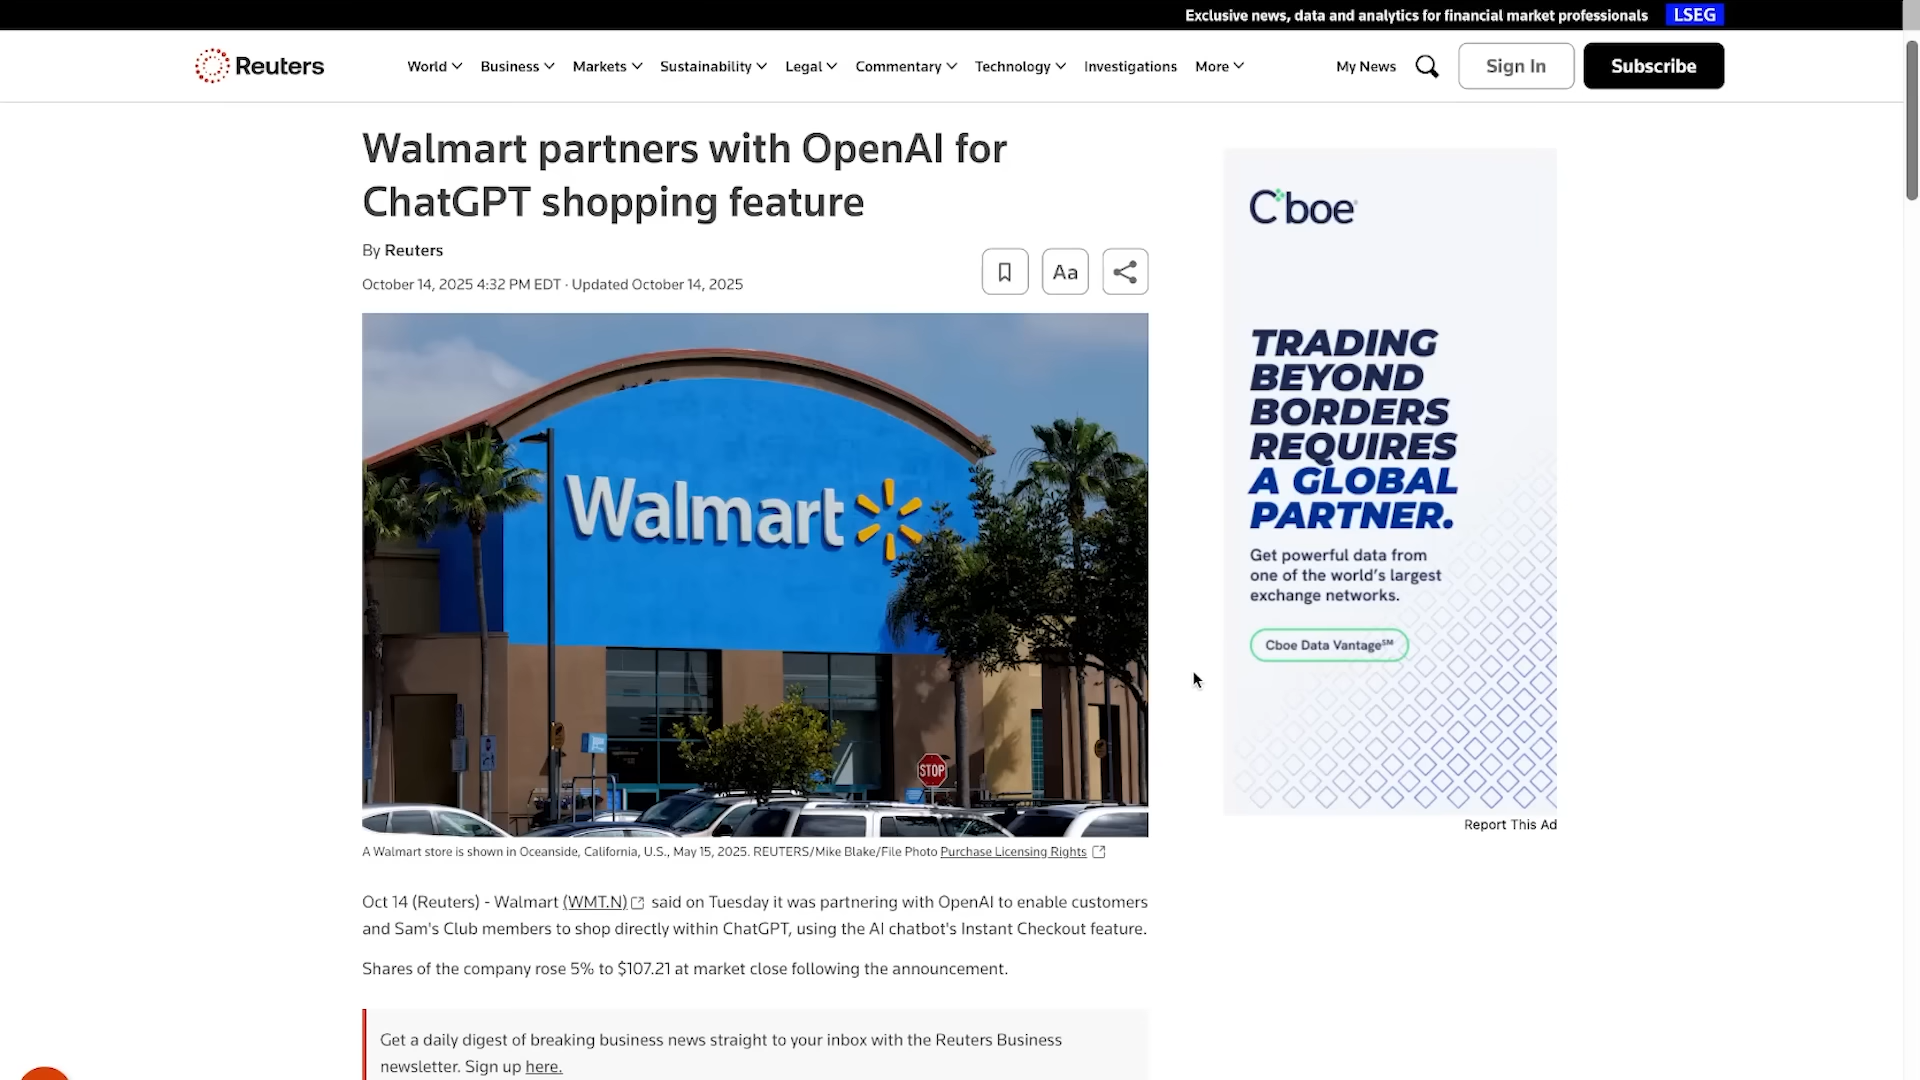 Exclusive news, data and analytics for financial market professionals LSEG
Reuters
World Business Markets Sustainability Legal Commentary Technology Investigations More
My News Sign In Subscribe
Walmart partners with OpenAI for
ChatGPT shopping feature
By Reuters
October 14, 2025 4:32 PM EDT · Updated October 14, 2025
Aa
Walmart
STOP
A Walmart store is shown in Oceanside, California, U.S., May 15, 2025. REUTERS/Mike Blake/File Photo Purchase Licensing Rights
Oct 14 (Reuters) - Walmart (WMT.N) said on Tuesday it was partnering with OpenAI to enable customers
and Sam's Club members to shop directly within ChatGPT, using the AI chatbot's Instant Checkout feature.
Shares of the company rose 5% to $107.21 at market close following the announcement.
Get a daily digest of breaking business news straight to your inbox with the Reuters Business
newsletter. Sign up here.
Cboe
TRADING
BEYOND
BORDERS
REQUIRES
A GLOBAL
PARTNER.
Get powerful data from
one of the world's largest
exchange networks.
Cboe Data Vantage℠
Report This Ad